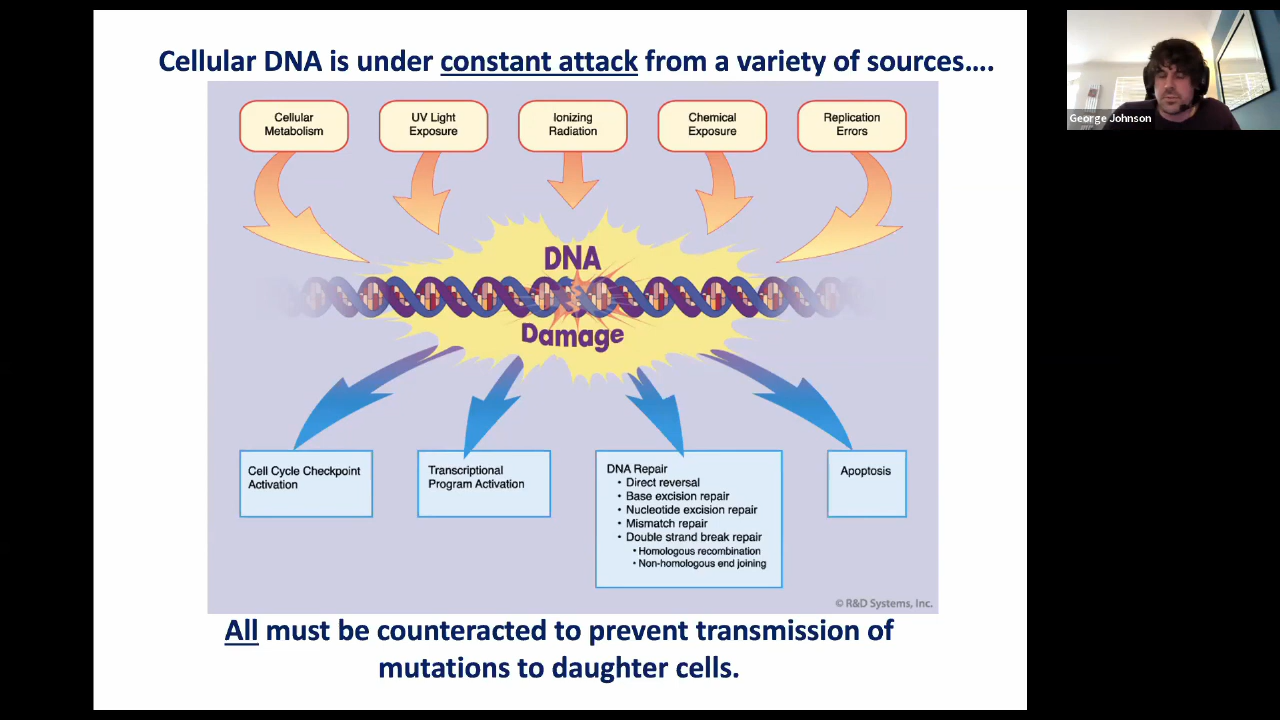 Cellular DNA is under constant attack from a variety of sources....
George Johnson
Cellular
Metabolism
UV Light
Exposure
Ionizing
Radiation
Chemical
Exposure
Replication
Errors
DNA
Damage
Cell Cycle Checkpoint
Activation
Transcriptional
Program Activation
DNA Repair
• Direct reversal
• Base excision repair
• Nucleotide excision repair
• Mismatch repair
• Double strand break repair
• Homologous recombination
• Non-homologous end joining
Apoptosis
© R&D Systems, Inc.
All must be counteracted to prevent transmission of
mutations to daughter cells.